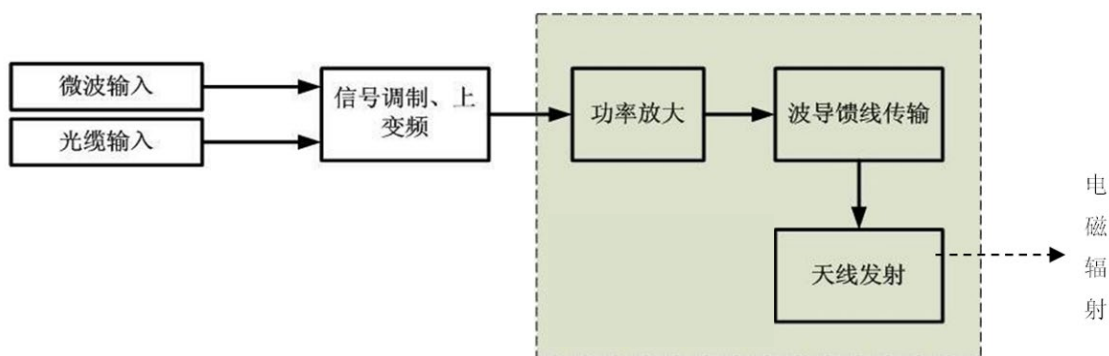 微波输入
光缆输入
信号调制、上
变频
功率放大
波导馈线传输
天线发射
电
磁
辐
射